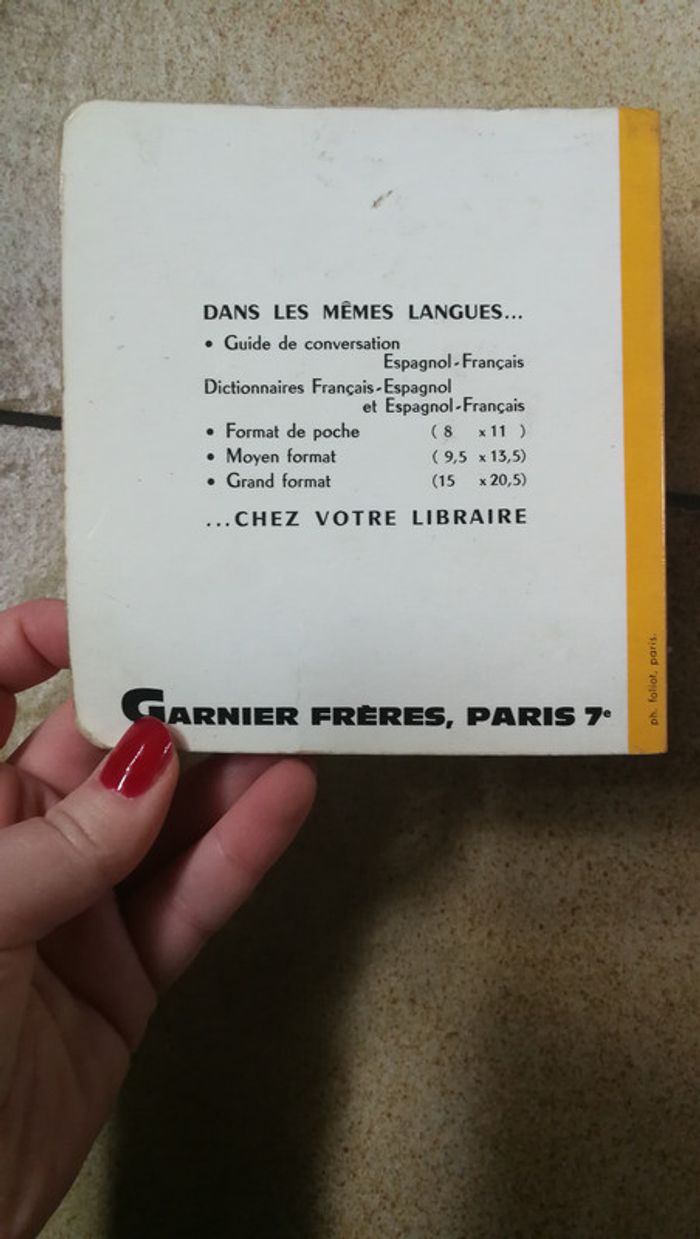 DANS LES MÊMES LANGUES...
• Guide de conversation
Espagnol-Français
Dictionnaires Français-Espagnol
et Espagnol-Français
• Format de poche ( 8 x 11 )
• Moyen format ( 9,5 x 13,5)
• Grand format (15 x 20,5)
...CHEZ VOTRE LIBRAIRE
GARNIER FRÈRES, PARIS 7e
ph. foliot, paris.